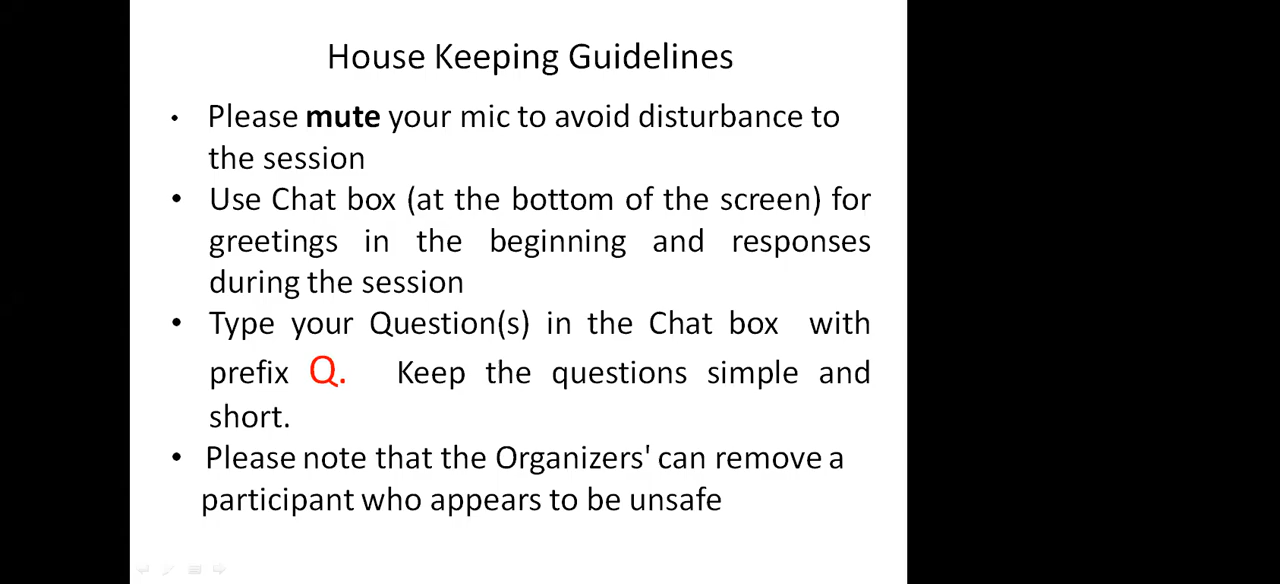 House Keeping Guidelines
• Please mute your mic to avoid disturbance to
the session
• Use Chat box (at the bottom of the screen) for
greetings in the beginning and responses
during the session
• Type your Question(s) in the Chat box with
prefix Q. Keep the questions simple and
short.
• Please note that the Organizers' can remove a
participant who appears to be unsafe